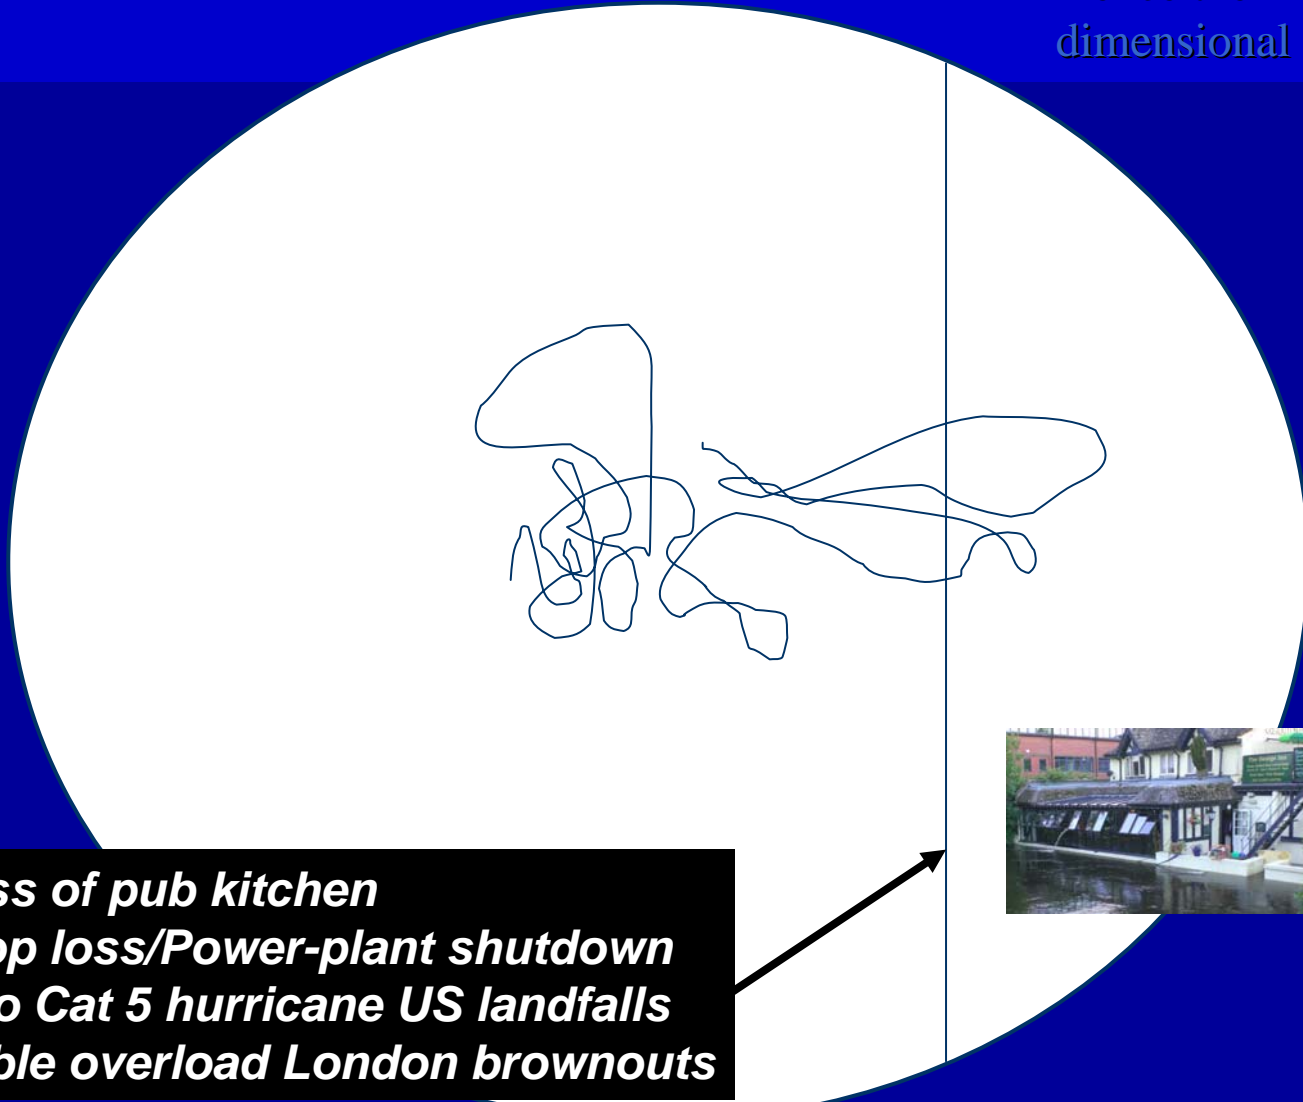 dimensional
ss of pub kitchen
op loss/Power-plant shutdown
o Cat 5 hurricane US landfalls
ble overload London brownouts